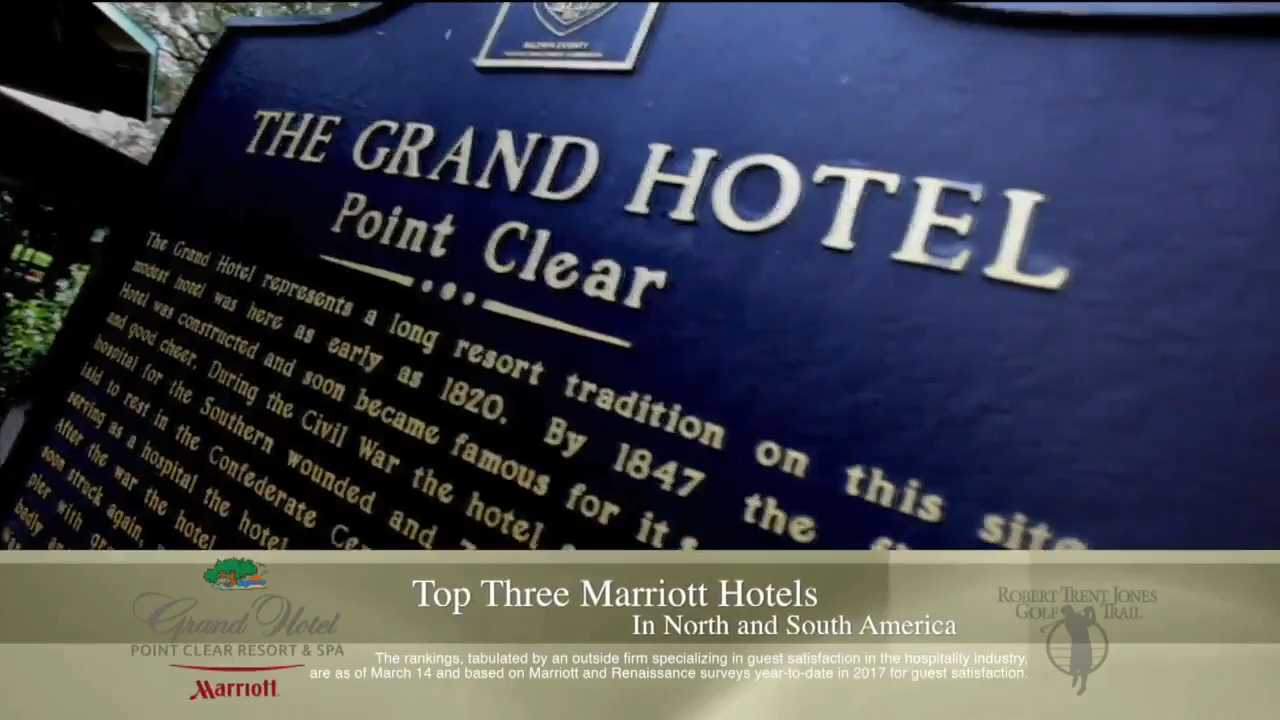 BALDWIN COUNTY
THE GRAND HOTEL
Point Clear
The Grand Hotel represents a long resort tradition on this site
modest hotel was here as early as 1820. By 1847 the
Hotel was constructed and soon became famous for its
and good cheer. During the Civil War the hotel
hospital for the Southern wounded and
laid to rest in the Confederate
serving as a hospital the hotel
After the war the hotel
soon struck again,
pier with
badly
Grand Hotel
POINT CLEAR RESORT & SPA
Marriott
Top Three Marriott Hotels
In North and South America
The rankings, tabulated by an outside firm specializing in guest satisfaction in the hospitality industry,
are as of March 14 and based on Marriott and Renaissance surveys year-to-date in 2017 for guest satisfaction.
ROBERT TRENT JONES
GOLF TRAIL